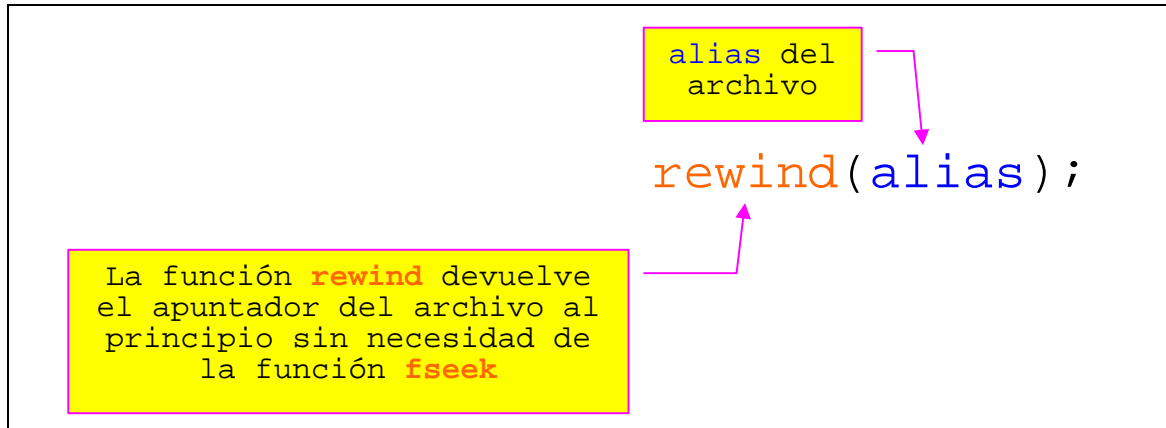 alias del
archivo
rewind(alias);
La función rewind devuelve
el apuntador del archivo al
principio sin necesidad de
la función fseek